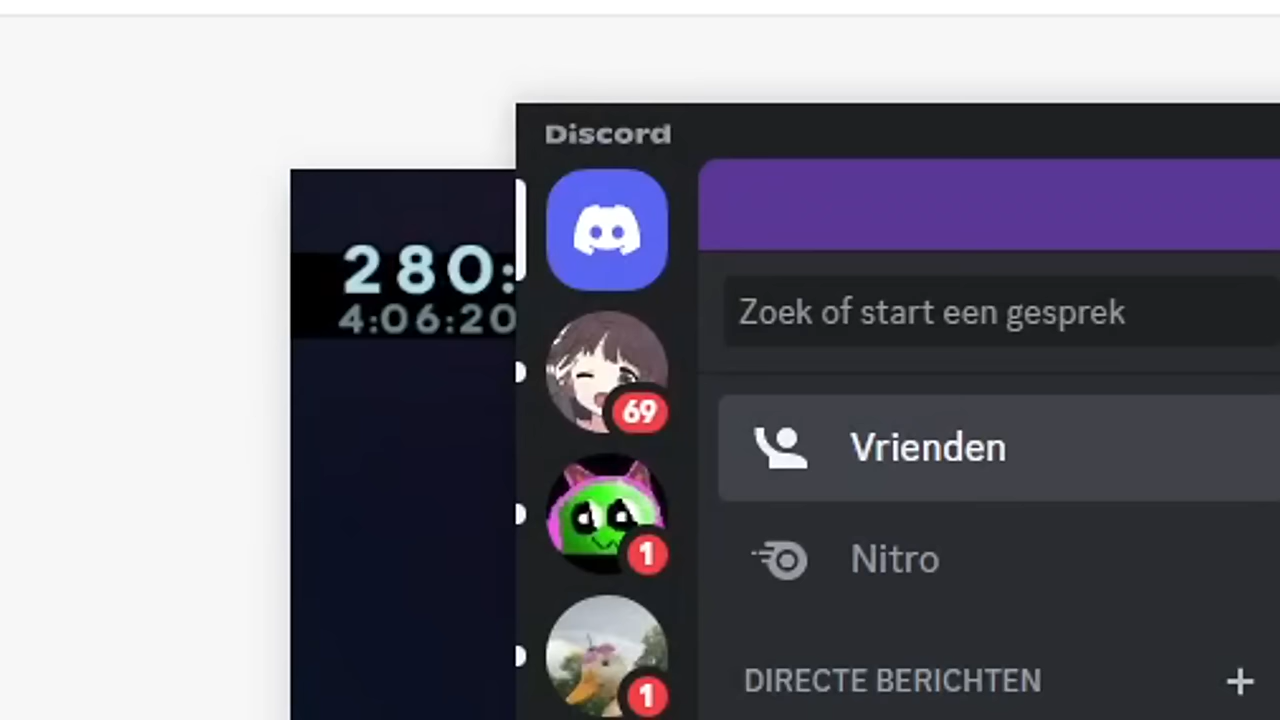 Discord
280:
4:06:20
Zoek of start een gesprek
69
Vrienden
1
Nitro
DIRECTE BERICHTEN +
1